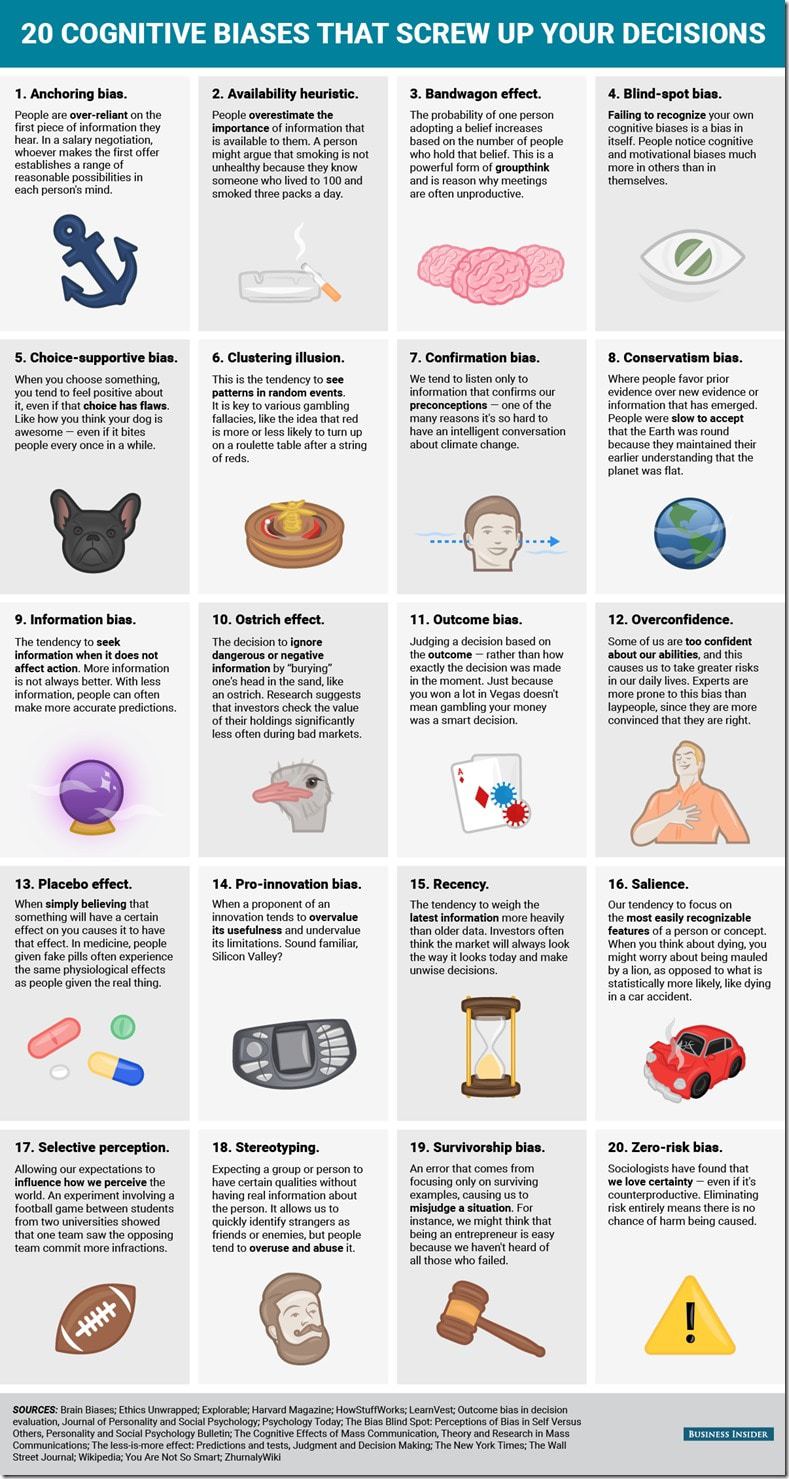 20 COGNITIVE BIASES THAT SCREW UP YOUR DECISIONS
1. Anchoring bias.
People are over-reliant on the
first piece of information they
hear. In a salary negotiation,
whoever makes the first offer
establishes a range of
reasonable possibilities in
each person's mind.
2. Availability heuristic.
People overestimate the
importance of information that
is available to them. A person
might argue that smoking is not
unhealthy because they know
someone who lived to 100 and
smoked three packs a day.
3. Bandwagon effect.
The probability of one person
adopting a belief increases
based on the number of people
who hold that belief. This is a
powerful form of groupthink
and is reason why meetings
are often unproductive.
4. Blind-spot bias.
Failing to recognize your own
cognitive biases is a bias in
itself. People notice cognitive
and motivational biases much
more in others than in
themselves.
5. Choice-supportive bias.
When you choose something,
you tend to feel positive about
it, even if that choice has flaws.
Like how you think your dog is
awesome — even if it bites
people every once in a while.
6. Clustering illusion.
This is the tendency to see
patterns in random events.
It is key to various gambling
fallacies, like the idea that red
is more or less likely to turn up
on a roulette table after a string
of reds.
7. Confirmation bias.
We tend to listen only to
information that confirms our
preconceptions — one of the
many reasons it's so hard to
have an intelligent conversation
about climate change.
8. Conservatism bias.
Where people favor prior
evidence over new evidence or
information that has emerged.
People were slow to accept
that the Earth was round
because they maintained their
earlier understanding that the
planet was flat.
9. Information bias.
The tendency to seek
information when it does not
affect action. More information
is not always better. With less
information, people can often
make more accurate predictions.
10. Ostrich effect.
The decision to ignore
dangerous or negative
information by “burying”
one's head in the sand, like
an ostrich. Research suggests
that investors check the value
of their holdings significantly
less often during bad markets.
11. Outcome bias.
Judging a decision based on
the outcome — rather than how
exactly the decision was made
in the moment. Just because
you won a lot in Vegas doesn't
mean gambling your money
was a smart decision.
12. Overconfidence.
Some of us are too confident
about our abilities, and this
causes us to take greater risks
in our daily lives. Experts are
more prone to this bias than
laypeople, since they are more
convinced that they are right.
A
13. Placebo effect.
When simply believing that
something will have a certain
effect on you causes it to have
that effect. In medicine, people
given fake pills often experience
the same physiological effects
as people given the real thing.
14. Pro-innovation bias.
When a proponent of an
innovation tends to overvalue
its usefulness and undervalue
its limitations. Sound familiar,
Silicon Valley?
15. Recency.
The tendency to weigh the
latest information more heavily
than older data. Investors often
think the market will always look
the way it looks today and make
unwise decisions.
16. Salience.
Our tendency to focus on
the most easily recognizable
features of a person or concept.
When you think about dying, you
might worry about being mauled
by a lion, as opposed to what is
statistically more likely, like dying
in a car accident.
17. Selective perception.
Allowing our expectations to
influence how we perceive the
world. An experiment involving a
football game between students
from two universities showed
that one team saw the opposing
team commit more infractions.
18. Stereotyping.
Expecting a group or person to
have certain qualities without
having real information about
the person. It allows us to
quickly identify strangers as
friends or enemies, but people
tend to overuse and abuse it.
19. Survivorship bias.
An error that comes from
focusing only on surviving
examples, causing us to
misjudge a situation. For
instance, we might think that
being an entrepreneur is easy
because we haven't heard of
all those who failed.
20. Zero-risk bias.
Sociologists have found that
we love certainty — even if it's
counterproductive. Eliminating
risk entirely means there is no
chance of harm being caused.
!
SOURCES: Brain Biases; Ethics Unwrapped; Explorable; Harvard Magazine; HowStuffWorks; LearnVest; Outcome bias in decision
evaluation, Journal of Personality and Social Psychology; Psychology Today; The Bias Blind Spot: Perceptions of Bias in Self Versus
Others, Personality and Social Psychology Bulletin; The Cognitive Effects of Mass Communication, Theory and Research in Mass
Communications; The less-is-more effect: Predictions and tests, Judgment and Decision Making; The New York Times; The Wall
Street Journal; Wikipedia; You Are Not So Smart; ZhurnalyWiki
BUSINESS INSIDER